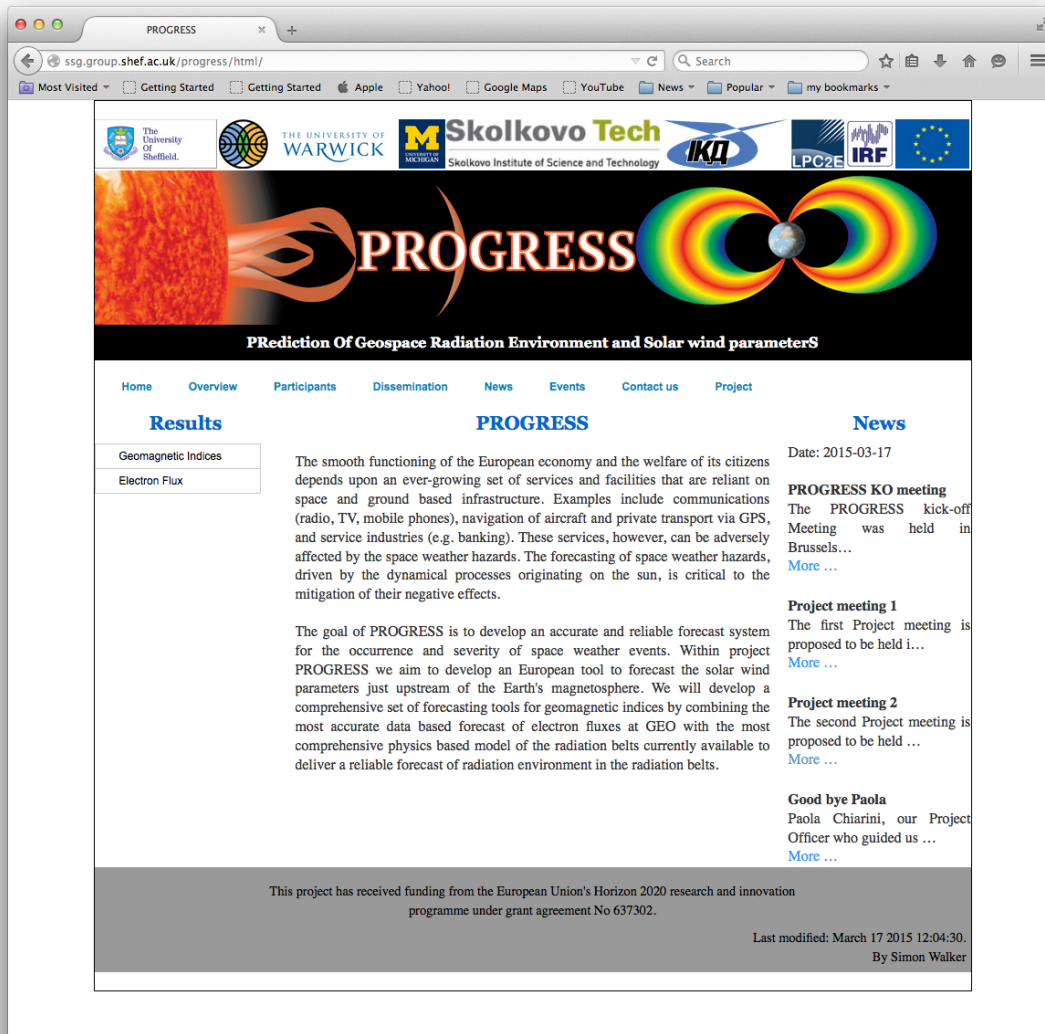 PROGRESS
ssg.group.shef.ac.uk/progress/html/
Search
Most Visited
Getting Started
Getting Started
Apple
Yahoo!
Google Maps
YouTube
News
Popular
my bookmarks
The
University
Of
Sheffield.
THE UNIVERSITY OF
WARWICK
M
UNIVERSITY OF
MICHIGAN
Skolkovo Tech
Skolkovo Institute of Science and Technology
ІКД
LPC2E
IRF
PROGRESS
PRediction Of Geospace Radiation Environment and Solar wind parameterS
Home Overview Participants Dissemination News Events Contact us Project
Results
Geomagnetic Indices
Electron Flux
PROGRESS
The smooth functioning of the European economy and the welfare of its citizens
depends upon an ever-growing set of services and facilities that are reliant on
space and ground based infrastructure. Examples include communications
(radio, TV, mobile phones), navigation of aircraft and private transport via GPS,
and service industries (e.g. banking). These services, however, can be adversely
affected by the space weather hazards. The forecasting of space weather hazards,
driven by the dynamical processes originating on the sun, is critical to the
mitigation of their negative effects.
The goal of PROGRESS is to develop an accurate and reliable forecast system
for the occurrence and severity of space weather events. Within project
PROGRESS we aim to develop an European tool to forecast the solar wind
parameters just upstream of the Earth's magnetosphere. We will develop a
comprehensive set of forecasting tools for geomagnetic indices by combining the
most accurate data based forecast of electron fluxes at GEO with the most
comprehensive physics based model of the radiation belts currently available to
deliver a reliable forecast of radiation environment in the radiation belts.
News
Date: 2015-03-17
PROGRESS KO meeting
The PROGRESS kick-off
Meeting was held in
Brussels…
More …
Project meeting 1
The first Project meeting is
proposed to be held i…
More …
Project meeting 2
The second Project meeting is
proposed to be held …
More …
Good bye Paola
Paola Chiarini, our Project
Officer who guided us …
More …
This project has received funding from the European Union's Horizon 2020 research and innovation
programme under grant agreement No 637302.
Last modified: March 17 2015 12:04:30.
By Simon Walker